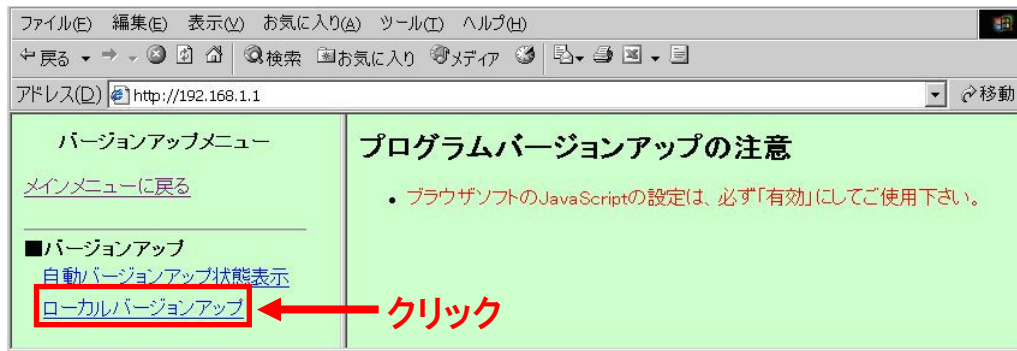 ファイル(E) 編集(E) 表示(V) お気に入り(A) ツール(T) ヘルプ(H)
戻る 検索 お気に入り メディア
アドレス(D) http://192.168.1.1 移動
バージョンアップメニュー
メインメニューに戻る
■バージョンアップ
自動バージョンアップ状態表示
ローカルバージョンアップ
クリック
プログラムバージョンアップの注意
• ブラウザソフトのJavaScriptの設定は、必ず「有効」にしてご使用下さい。